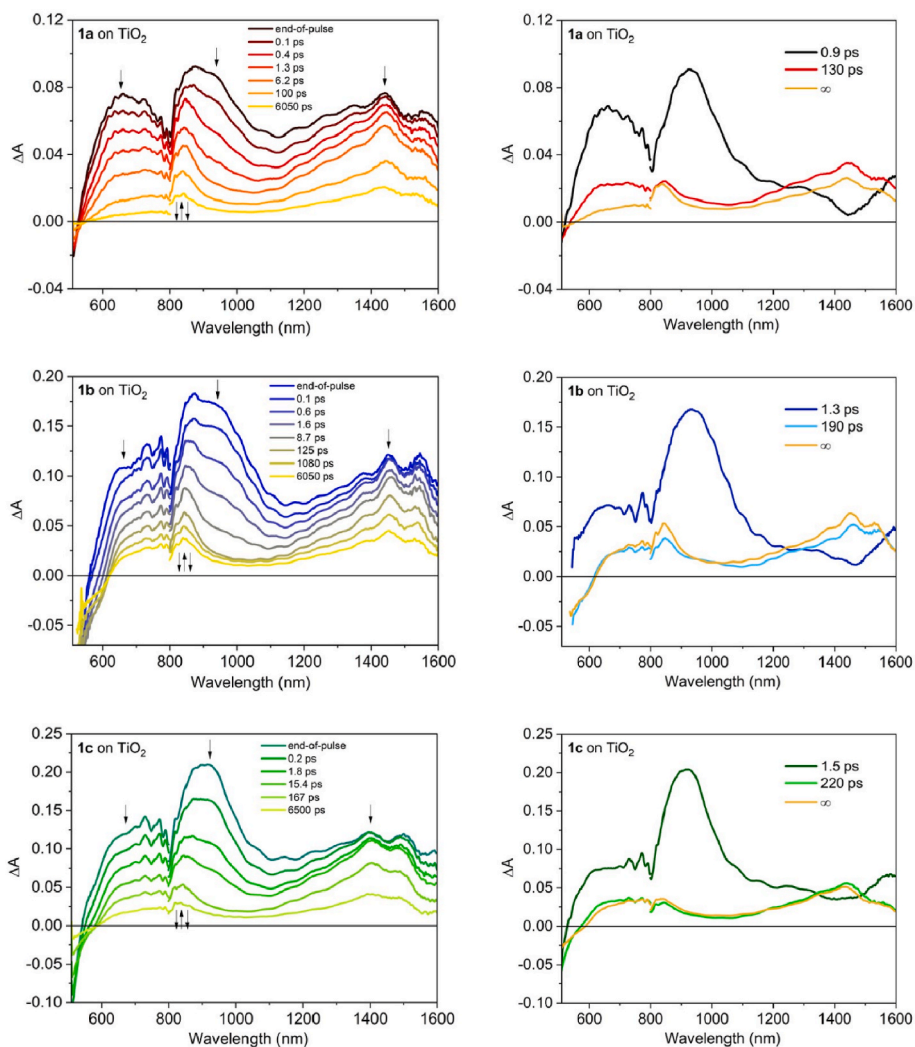 1a on TiO₂
end-of-pulse
0.1 ps
0.4 ps
1.3 ps
6.2 ps
100 ps
6050 ps
0.12
0.08
0.04
0.00
-0.04
ΔA
600 800 1000 1200 1400 1600
Wavelength (nm)
1a on TiO₂
0.9 ps
130 ps
∞
0.12
0.08
0.04
0.00
-0.04
ΔA
600 800 1000 1200 1400 1600
Wavelength (nm)
1b on TiO₂
end-of-pulse
0.1 ps
0.6 ps
1.6 ps
8.7 ps
125 ps
1080 ps
6050 ps
0.20
0.15
0.10
0.05
0.00
-0.05
ΔA
600 800 1000 1200 1400 1600
Wavelength (nm)
1b on TiO₂
1.3 ps
190 ps
∞
0.20
0.15
0.10
0.05
0.00
-0.05
ΔA
600 800 1000 1200 1400 1600
Wavelength (nm)
1c on TiO₂
end-of-pulse
0.2 ps
1.8 ps
15.4 ps
167 ps
6500 ps
0.25
0.20
0.15
0.10
0.05
0.00
-0.05
-0.10
ΔA
600 800 1000 1200 1400 1600
Wavelength (nm)
1c on TiO₂
1.5 ps
220 ps
∞
0.25
0.20
0.15
0.10
0.05
0.00
-0.05
-0.10
ΔA
600 800 1000 1200 1400 1600
Wavelength (nm)